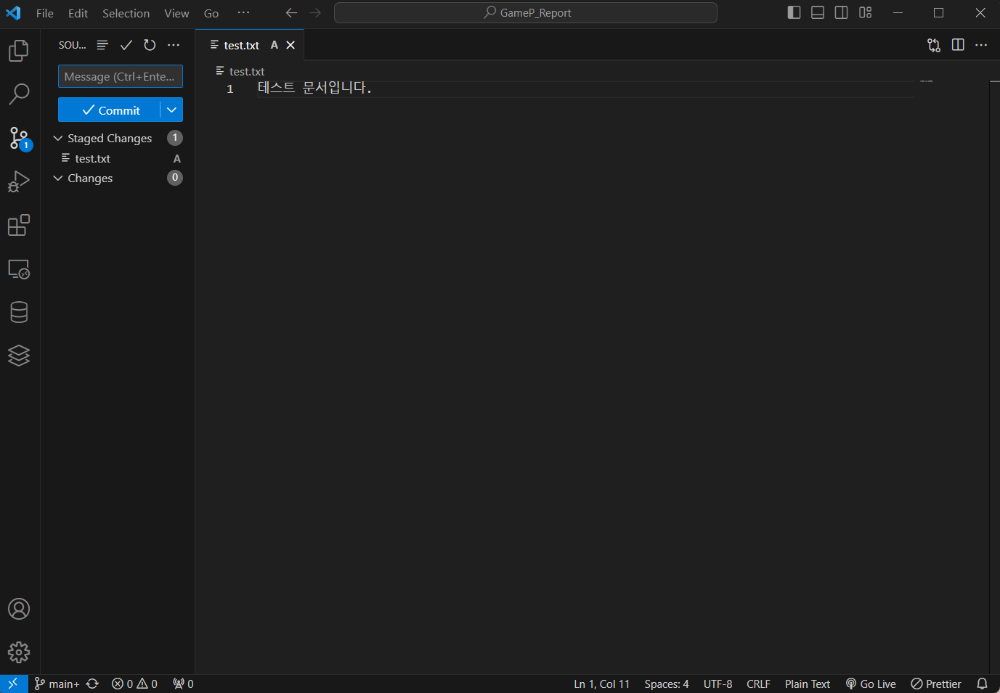 File Edit Selection View Go ··· GameP_Report
SOU... ···
test.txt A
Message (Ctrl+Ente...
test.txt
1 테스트 문서입니다.
Commit
Staged Changes 1
1
test.txt A
Changes 0
main+ 0 0 0 Ln 1, Col 11 Spaces: 4 UTF-8 CRLF Plain Text Go Live Prettier